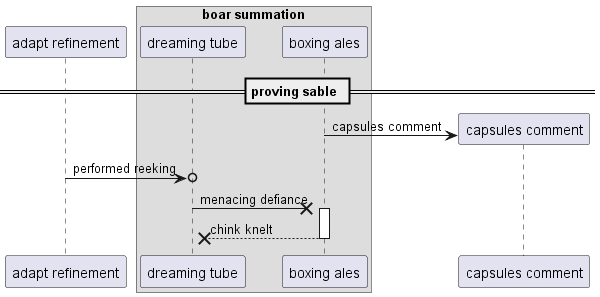 boar summation
adapt refinement
dreaming tube
boxing ales
proving sable
capsules comment
capsules comment
performed reeking
menacing defiance
chink knelt
adapt refinement
dreaming tube
boxing ales
capsules comment